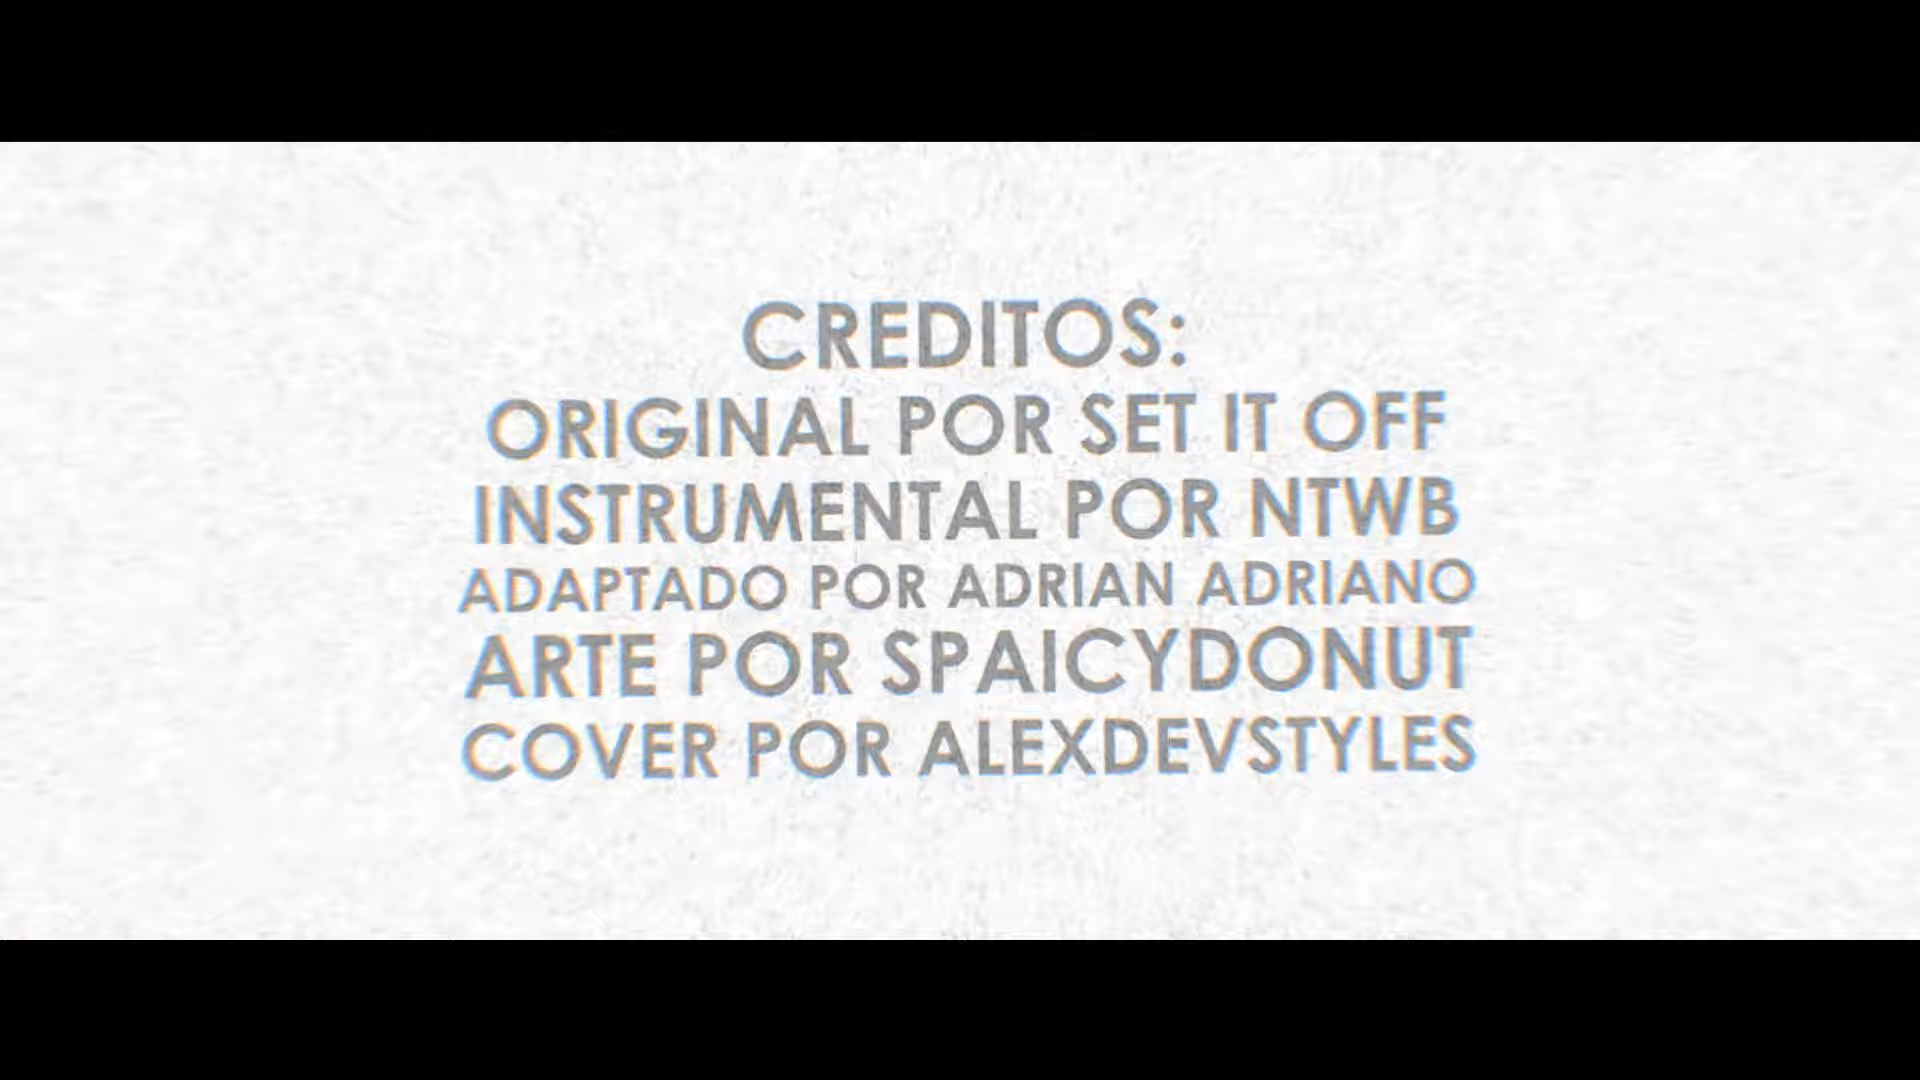 CREDITOS:
ORIGINAL POR SET IT OFF
INSTRUMENTAL POR NTWB
ADAPTADO POR ADRIAN ADRIANO
ARTE POR SPAICYDONUT
COVER POR ALEXDEVSTYLES